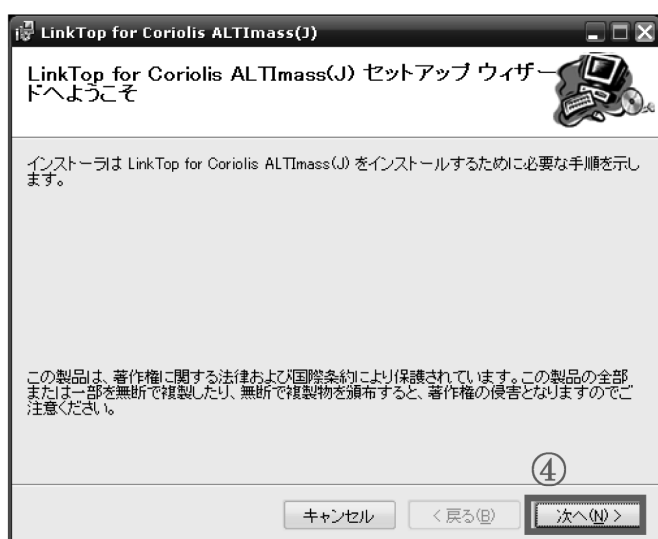 LinkTop for Coriolis ALTImass(J)
LinkTop for Coriolis ALTImass(J) セットアップ ウィザー
ドへようこそ
インストーラは LinkTop for Coriolis ALTImass(J) をインストールするために必要な手順を示し
ます。
この製品は、著作権に関する法律および国際条約により保護されています。この製品の全部
または一部を無断で複製したり、無断で複製物を頒布すると、著作権の侵害となりますのでご
注意ください。
④
キャンセル
< 戻る(B)
次へ(N) >